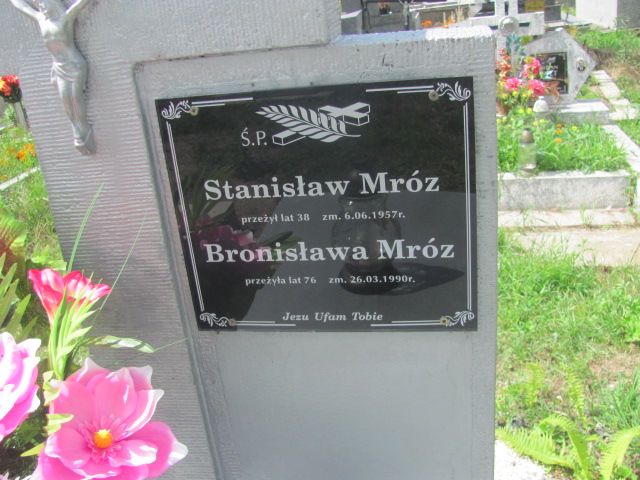 Ś.P.
Stanisław Mróz
przeżył lat 38 zm. 6.06.1957r.
Bronisława Mróz
przeżyła lat 76 zm. 26.03.1990r.
Jezu Ufam Tobie